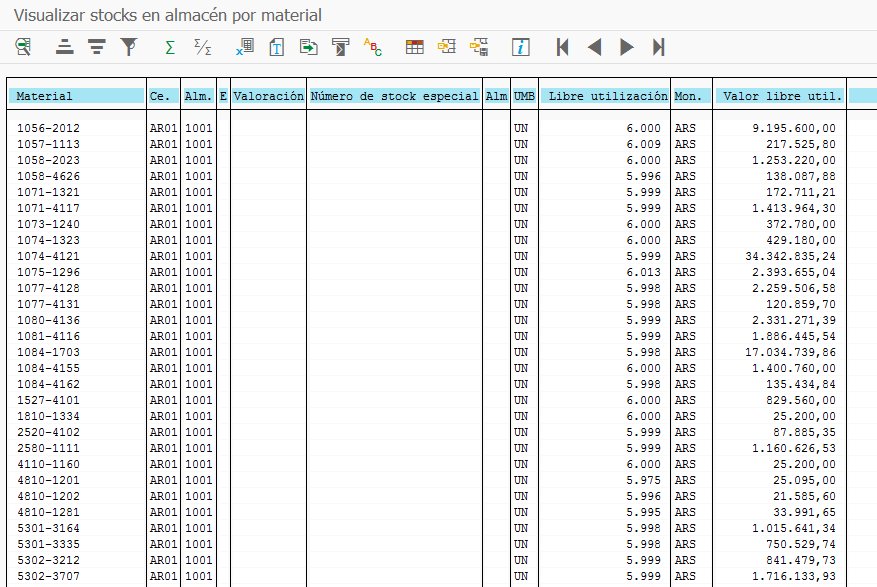 Visualizar stocks en almacén por material
Material Ce. Alm. E Valoración Número de stock especial Alm UMB Libre utilización Mon. Valor libre util.
1056-2012 AR01 1001 UN 6.000 ARS 9.195.600,00
1057-1113 AR01 1001 UN 6.009 ARS 217.525,80
1058-2023 AR01 1001 UN 6.000 ARS 1.253.220,00
1058-4626 AR01 1001 UN 5.996 ARS 138.087,88
1071-1321 AR01 1001 UN 5.999 ARS 172.711,21
1071-4117 AR01 1001 UN 5.999 ARS 1.413.964,30
1073-1240 AR01 1001 UN 6.000 ARS 372.780,00
1074-1323 AR01 1001 UN 6.000 ARS 429.180,00
1074-4121 AR01 1001 UN 5.999 ARS 34.342.835,24
1075-1296 AR01 1001 UN 6.013 ARS 2.393.655,04
1077-4128 AR01 1001 UN 5.998 ARS 2.259.506,58
1077-4131 AR01 1001 UN 5.998 ARS 120.859,70
1080-4136 AR01 1001 UN 5.999 ARS 2.331.271,39
1081-4116 AR01 1001 UN 5.999 ARS 1.886.445,54
1084-1703 AR01 1001 UN 5.998 ARS 17.034.739,86
1084-4155 AR01 1001 UN 6.000 ARS 1.400.760,00
1084-4162 AR01 1001 UN 5.998 ARS 135.434,84
1527-4101 AR01 1001 UN 6.000 ARS 829.560,00
1810-1334 AR01 1001 UN 6.000 ARS 25.200,00
2520-4102 AR01 1001 UN 5.999 ARS 87.885,35
2580-1111 AR01 1001 UN 5.999 ARS 1.160.626,53
4110-1160 AR01 1001 UN 6.000 ARS 25.200,00
4810-1201 AR01 1001 UN 5.975 ARS 25.095,00
4810-1202 AR01 1001 UN 5.996 ARS 21.585,60
4810-1281 AR01 1001 UN 5.995 ARS 33.991,65
5301-3164 AR01 1001 UN 5.998 ARS 1.015.641,34
5301-3335 AR01 1001 UN 5.998 ARS 750.529,74
5302-3212 AR01 1001 UN 5.999 ARS 841.479,73
5302-3707 AR01 1001 UN 5.999 ARS 1.716.133,93